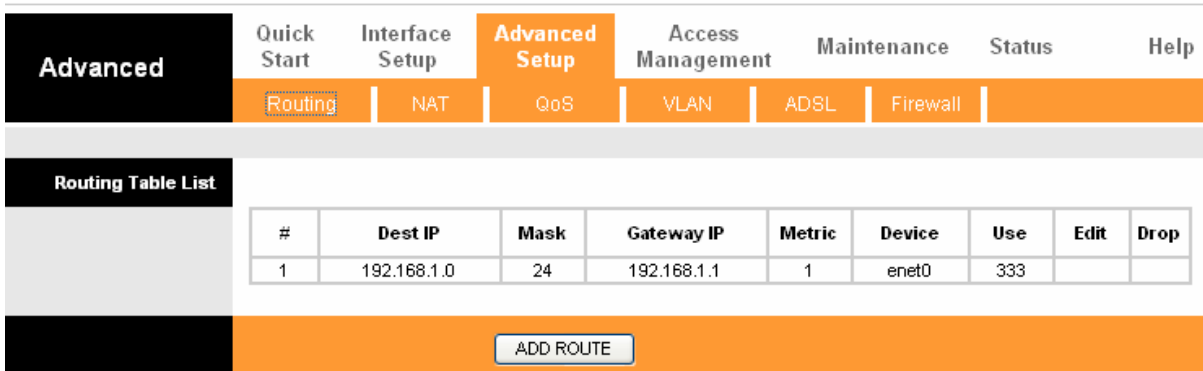 Advanced
Quick Start
Interface Setup
Advanced Setup
Access Management
Maintenance
Status
Help
Routing
NAT
QoS
VLAN
ADSL
Firewall
Routing Table List
# Dest IP Mask Gateway IP Metric Device Use Edit Drop
1 192.168.1.0 24 192.168.1.1 1 enet0 333
ADD ROUTE